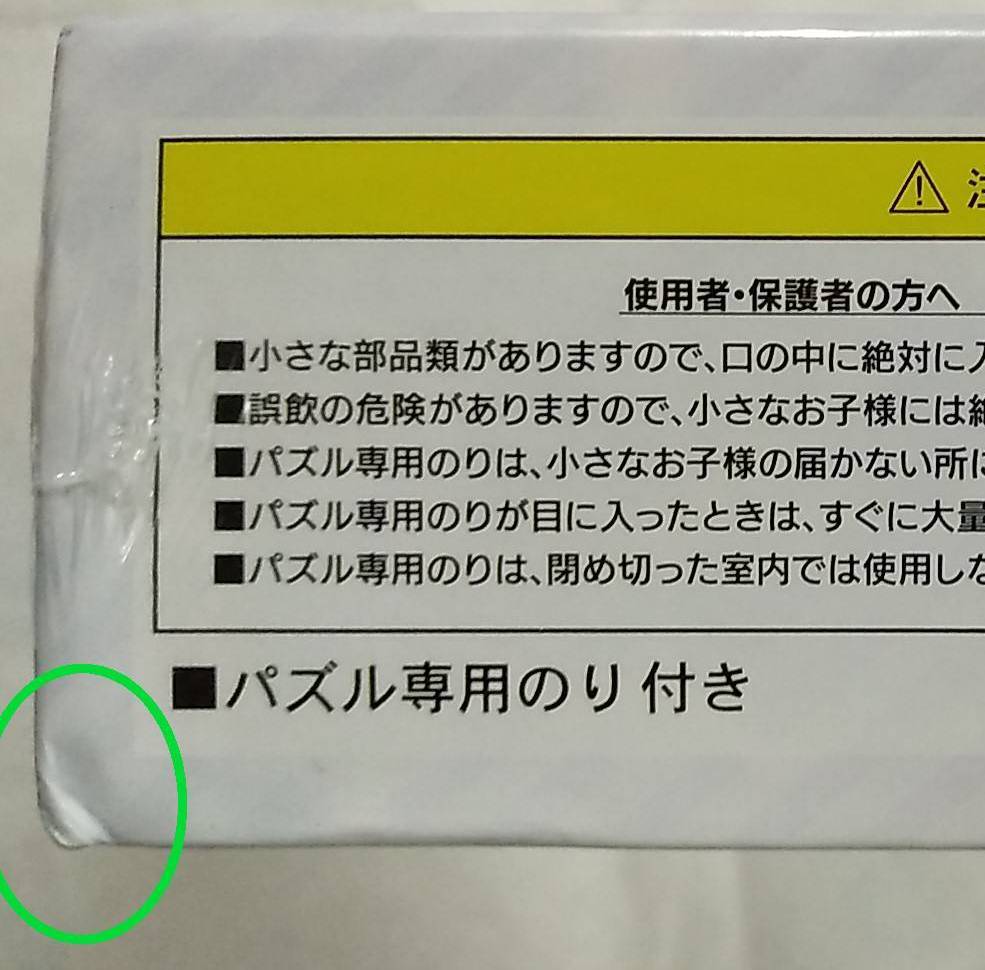 使用者・保護者の方へ
■小さな部品類がありますので、口の中に絶対に
■誤飲の危険がありますので、小さなお子様には絶
■パズル専用のりは、小さなお子様の届かない所に
■パズル専用のりが目に入ったときは、すぐに大量
■パズル専用のりは、閉め切った室内では使用しな
■パズル専用のり付き